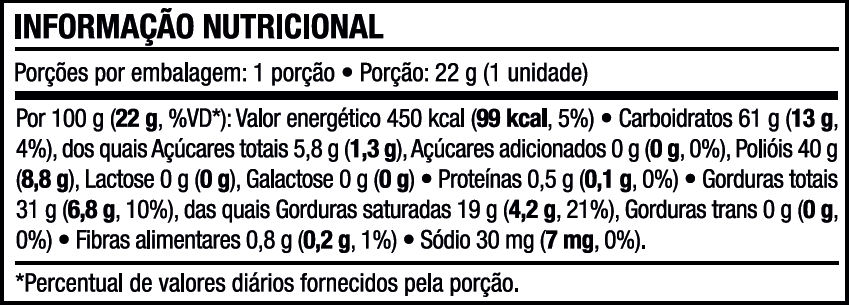 INFORMAÇÃO NUTRICIONAL
Porções por embalagem: 1 porção • Porção: 22 g (1 unidade)
Por 100 g (22 g, %VD*): Valor energético 450 kcal (99 kcal, 5%) • Carboidratos 61 g (13 g,
4%), dos quais Açúcares totais 5,8 g (1,3 g), Açúcares adicionados 0 g (0 g, 0%), Polióis 40 g
(8,8 g), Lactose 0 g (0 g), Galactose 0 g (0 g) • Proteínas 0,5 g (0,1 g, 0%) • Gorduras totais
31 g (6,8 g, 10%), das quais Gorduras saturadas 19 g (4,2 g, 21%), Gorduras trans 0 g (0 g,
0%) • Fibras alimentares 0,8 g (0,2 g, 1%) • Sódio 30 mg (7 mg, 0%).
*Percentual de valores diários fornecidos pela porção.